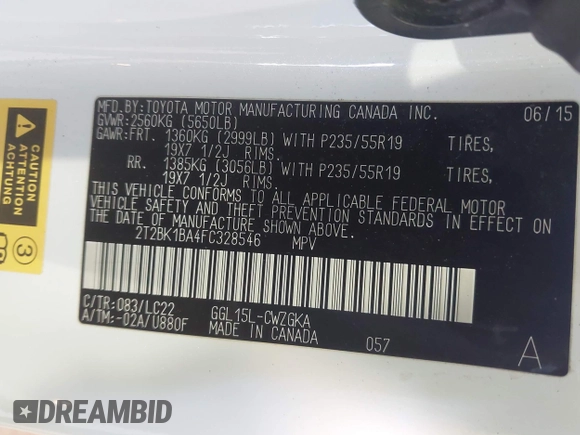 MFD.BY:TOYOTA MOTOR MANUFACTURING CANADA INC. 06/15
GVWR:2560KG (5650LB)
GAWR:FRT. 1360KG (2999LB) WITH P235/55R19 TIRES,
19X7 1/2J RIMS.
RR. 1385KG (3056LB) WITH P235/55R19 TIRES,
19X7 1/2J RIMS.
THIS VEHICLE CONFORMS TO ALL APPLICABLE FEDERAL MOTOR
VEHICLE SAFETY AND THEFT PREVENTION STANDARDS IN EFFECT ON
THE DATE OF MANUFACTURE SHOWN ABOVE.
2T2BK1BA4FC328546 MPV
C/TR:083/LC22 GGL15L-CWZGKA
A/TM:-02A/U880F MADE IN CANADA 057
A
3
DREAMBID